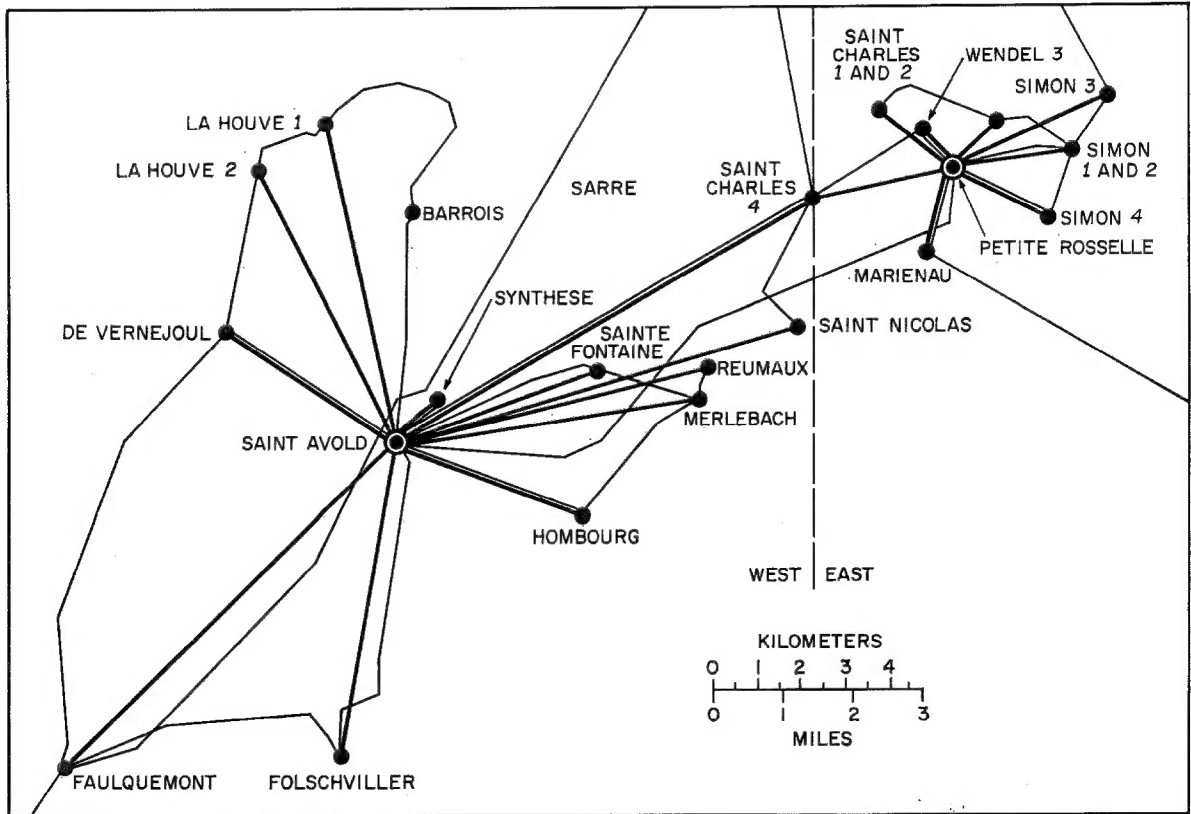 SAINT
CHARLES
1 AND 2
WENDEL 3
SIMON 3
LA HOUVE 1
LA HOUVE 2
SAINT
CHARLES
4
SIMON
1 AND 2
SARRE
BARROIS
SIMON 4
PETITE ROSSELLE
MARIENAU
SYNTHESE
DE VERNEJOUL
SAINTE
FONTAINE
SAINT NICOLAS
REUMAUX
MERLEBACH
SAINT AVOLD
HOMBOURG
WEST EAST
KILOMETERS
0 1 2 3 4
0 1 2 3
MILES
FAULQUEMONT
FOLSCHVILLER